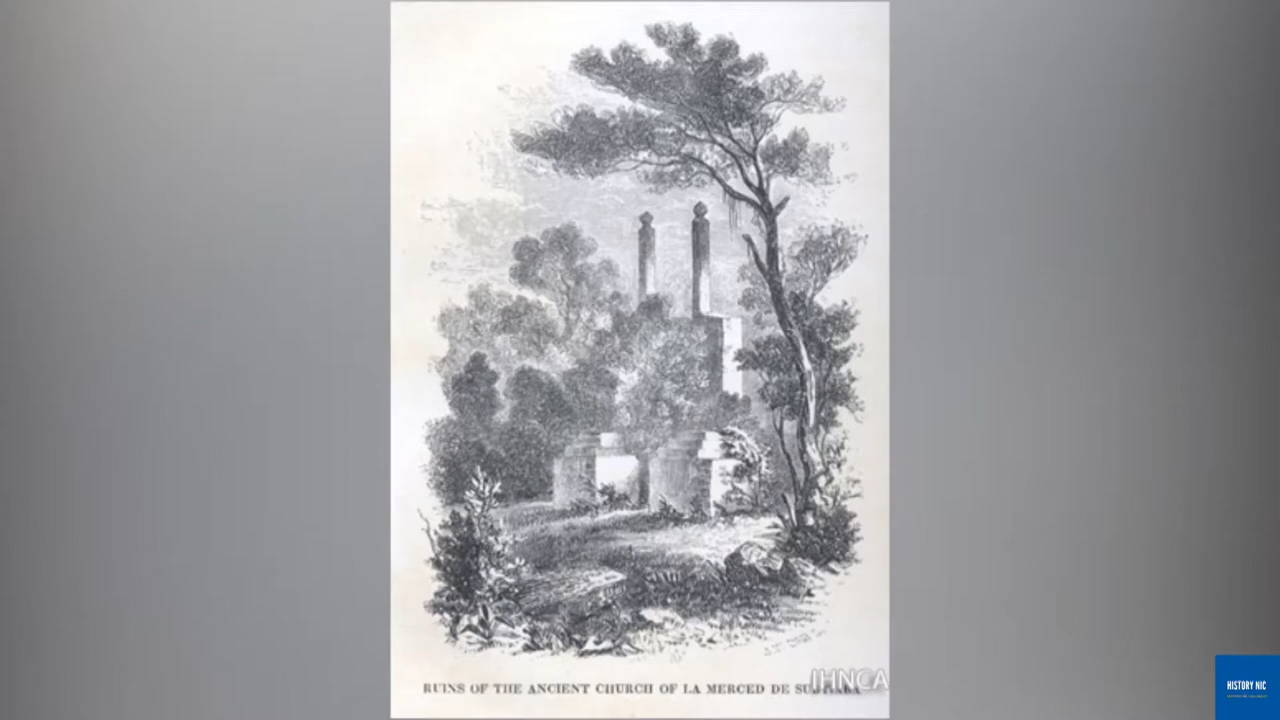 RUINS OF THE ANCIENT CHURCH OF LA MERCED DE
IHNCA
HISTORY NIC